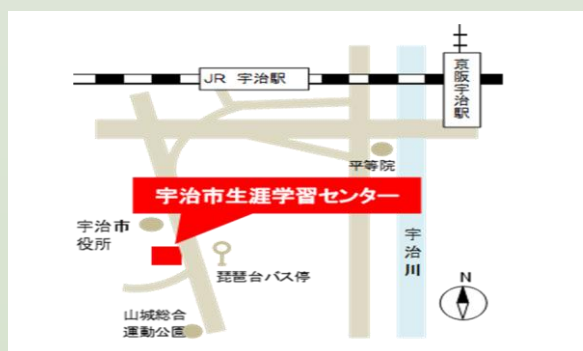 JR 宇治駅
京阪宇治駅
平等院
宇治市生涯学習センター
宇治市
役所
琵琶台バス停
宇治川
N
山城総合
運動公園